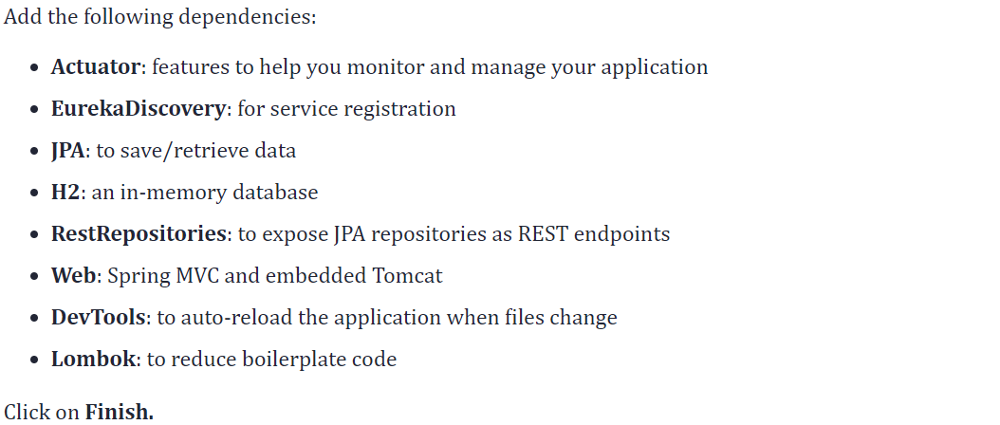 Add the following dependencies:
• Actuator: features to help you monitor and manage your application
• EurekaDiscovery: for service registration
• JPA: to save/retrieve data
• H2: an in-memory database
• RestRepositories: to expose JPA repositories as REST endpoints
• Web: Spring MVC and embedded Tomcat
• DevTools: to auto-reload the application when files change
• Lombok: to reduce boilerplate code
Click on Finish.